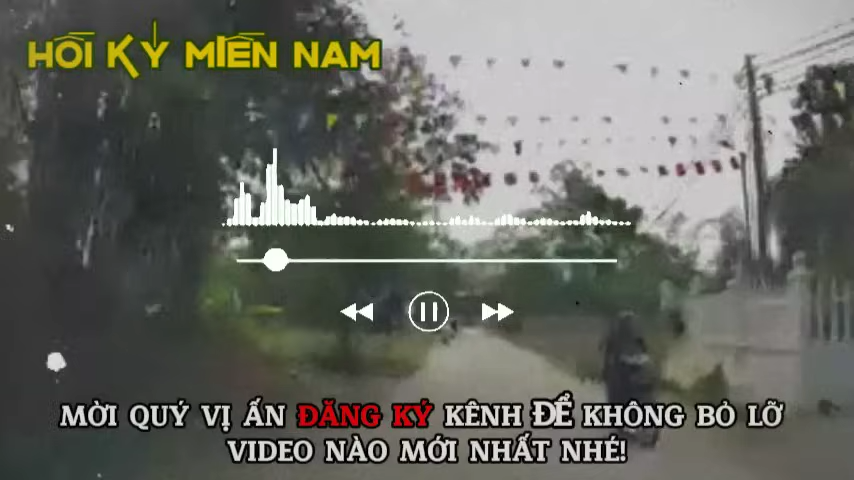 HỒI KÝ MIỀN NAM
MỜI QUÝ VỊ ẤN ĐĂNG KÝ KÊNH ĐỂ KHÔNG BỎ LỠ
VIDEO NÀO MỚI NHẤT NHÉ!